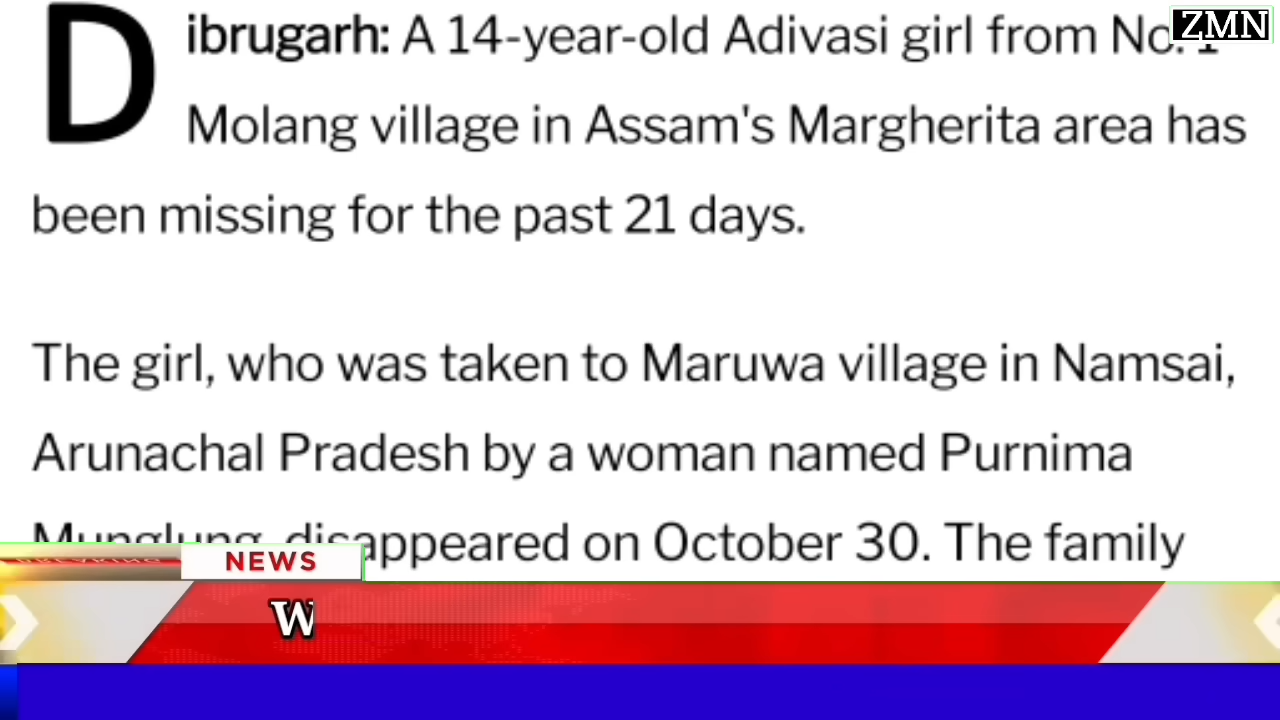 ZMN
Dibrugarh: A 14-year-old Adivasi girl from No. 1
Molang village in Assam's Margherita area has
been missing for the past 21 days.
The girl, who was taken to Maruwa village in Namsai,
Arunachal Pradesh by a woman named Purnima
Munglung, disappeared on October 30. The family
NEWS
W